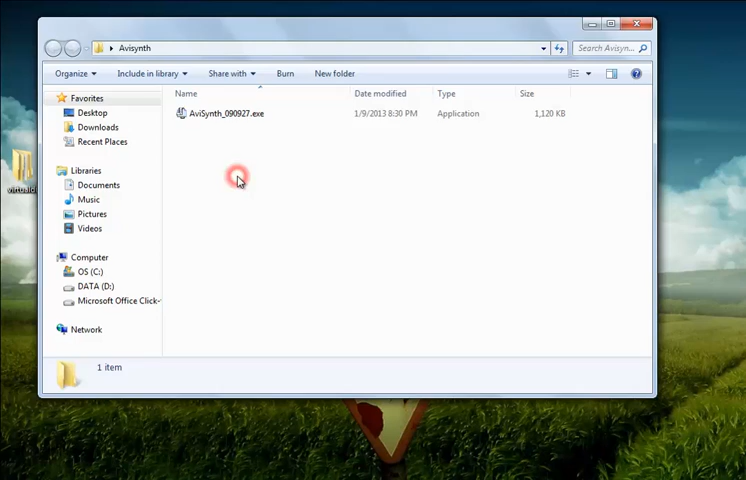 Avisynth
Search Avisyn...
Organize
Include in library
Share with
Burn
New folder
Favorites
Desktop
Downloads
Recent Places
Libraries
Documents
Music
Pictures
Videos
Computer
OS (C:)
DATA (D:)
Microsoft Office Click-
Network
Name
Date modified
Type
Size
AviSynth_090927.exe
1/9/2013 8:30 PM
Application
1,120 KB
1 item